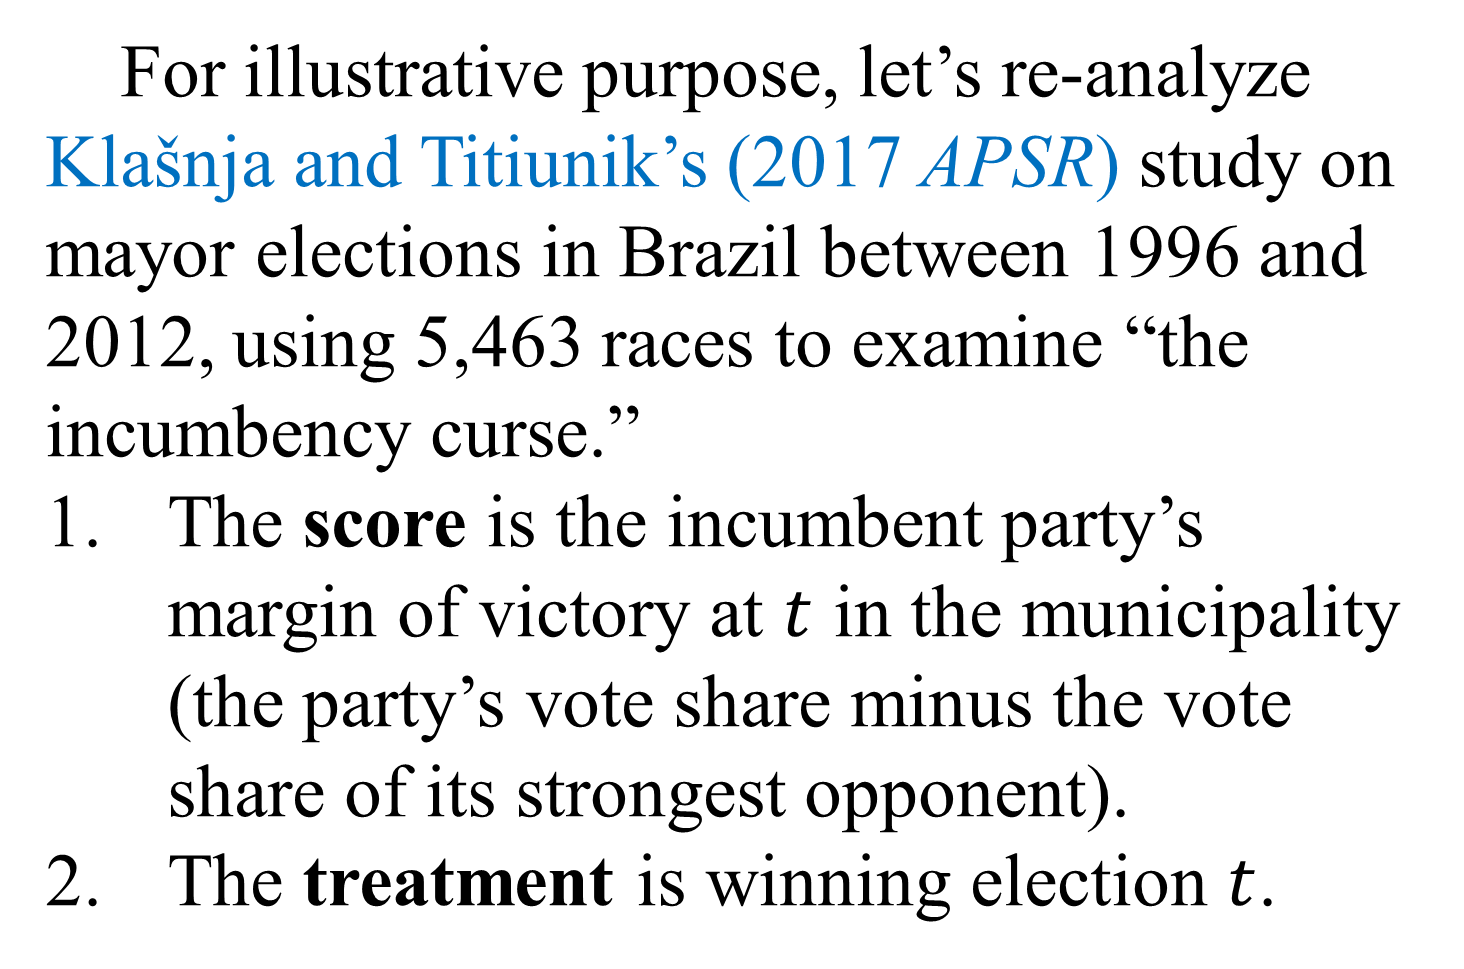 For illustrative purpose, let’s re-analyze
Klašnja and Titiunik’s (2017 APSR) study on
mayor elections in Brazil between 1996 and
2012, using 5,463 races to examine “the
incumbency curse.”
1. The score is the incumbent party’s
margin of victory at t in the municipality
(the party’s vote share minus the vote
share of its strongest opponent).
2. The treatment is winning election t.